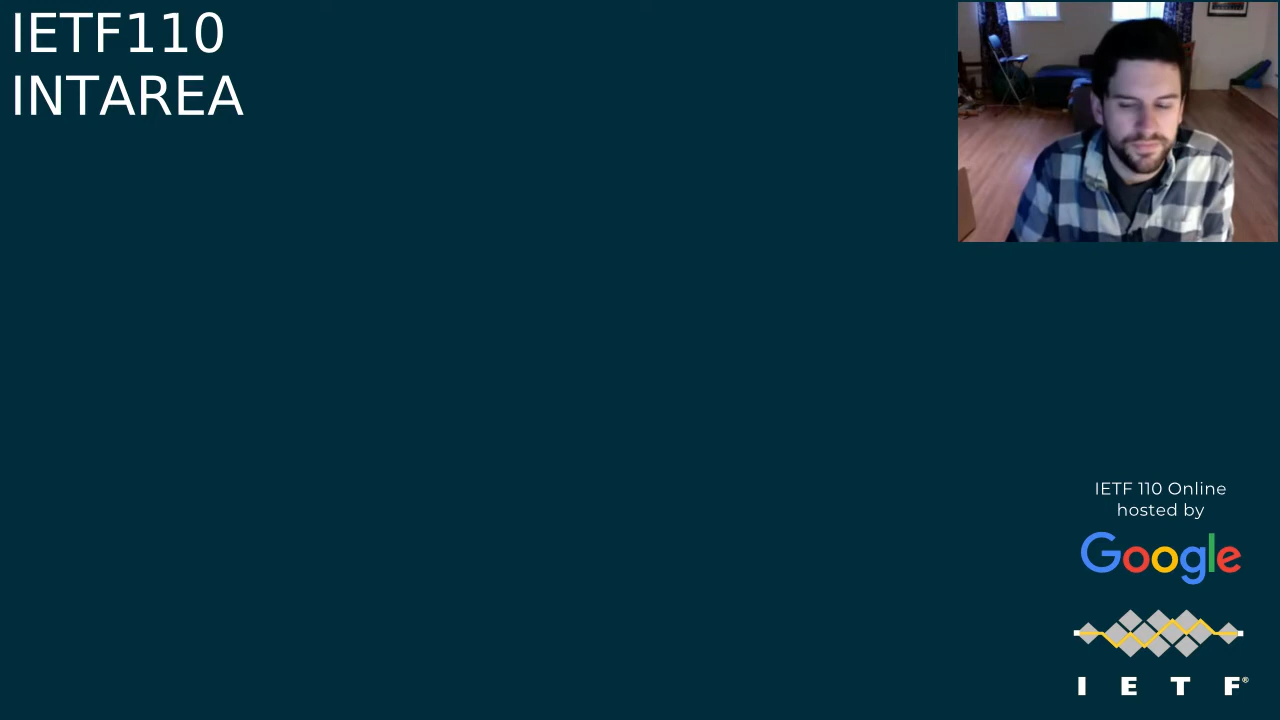 IETF110
INTAREA
IETF 110 Online
hosted by
Google
I E T F®